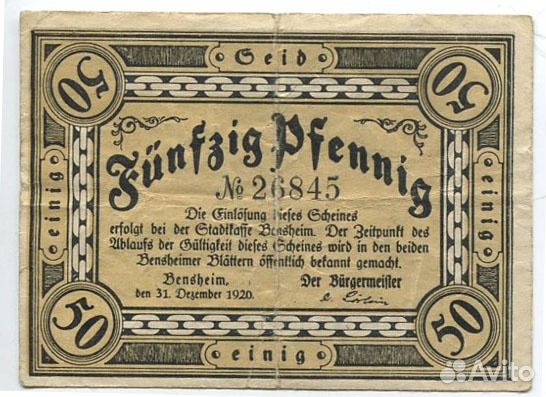 50 Seid 50
Fünfzig Pfennig
№ 26845
einig
einig
Die Einlösung dieses Scheines
erfolgt bei der Stadtkasse Bensheim. Der Zeitpunkt des
Ablaufs der Gültigkeit dieses Scheines wird in den beiden
Bensheimer Blättern öffentlich bekannt gemacht.
Bensheim, Der Bürgermeister
den 31. Dezember 1920.
50 einig 50
Avito